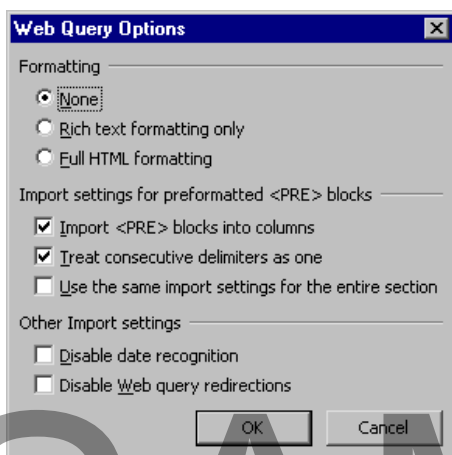 Web Query Options
Formatting
None
Rich text formatting only
Full HTML formatting
Import settings for preformatted <PRE> blocks
Import <PRE> blocks into columns
Treat consecutive delimiters as one
Use the same import settings for the entire section
Other Import settings
Disable date recognition
Disable Web query redirections
OK Cancel